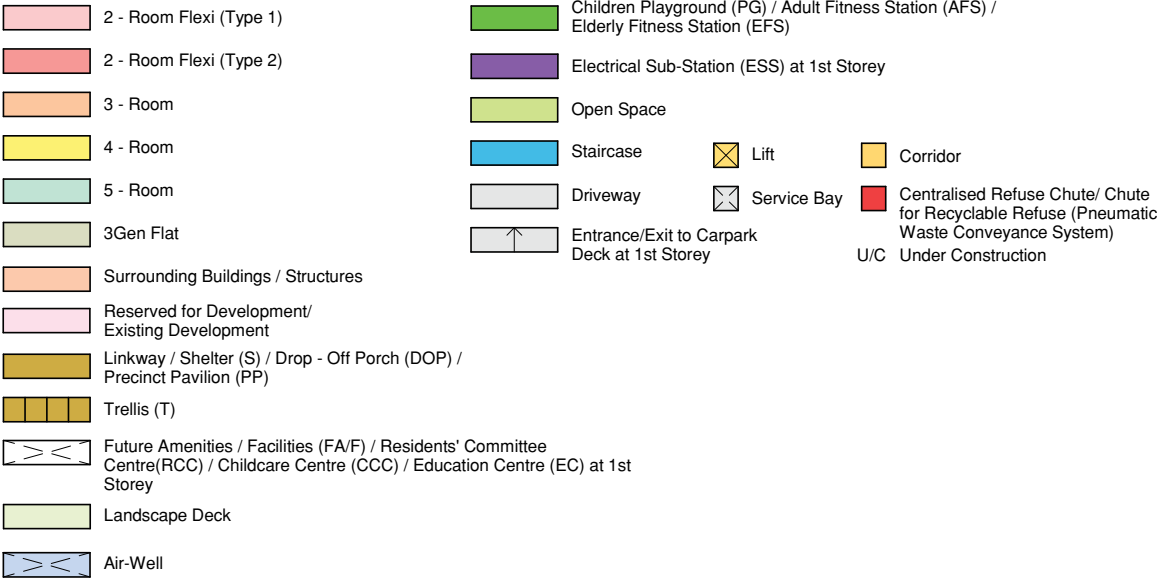 2 - Room Flexi (Type 1)
2 - Room Flexi (Type 2)
3 - Room
4 - Room
5 - Room
3Gen Flat
Surrounding Buildings / Structures
Reserved for Development/
Existing Development
Linkway / Shelter (S) / Drop - Off Porch (DOP) /
Precinct Pavilion (PP)
Trellis (T)
Future Amenities / Facilities (FA/F) / Residents' Committee
Centre(RCC) / Childcare Centre (CCC) / Education Centre (EC) at 1st
Storey
Landscape Deck
Air-Well
Children Playground (PG) / Adult Fitness Station (AFS) /
Elderly Fitness Station (EFS)
Electrical Sub-Station (ESS) at 1st Storey
Open Space
Staircase
Driveway
Entrance/Exit to Carpark
Deck at 1st Storey
Lift
Service Bay
Corridor
Centralised Refuse Chute/ Chute
for Recyclable Refuse (Pneumatic
Waste Conveyance System)
U/C Under Construction